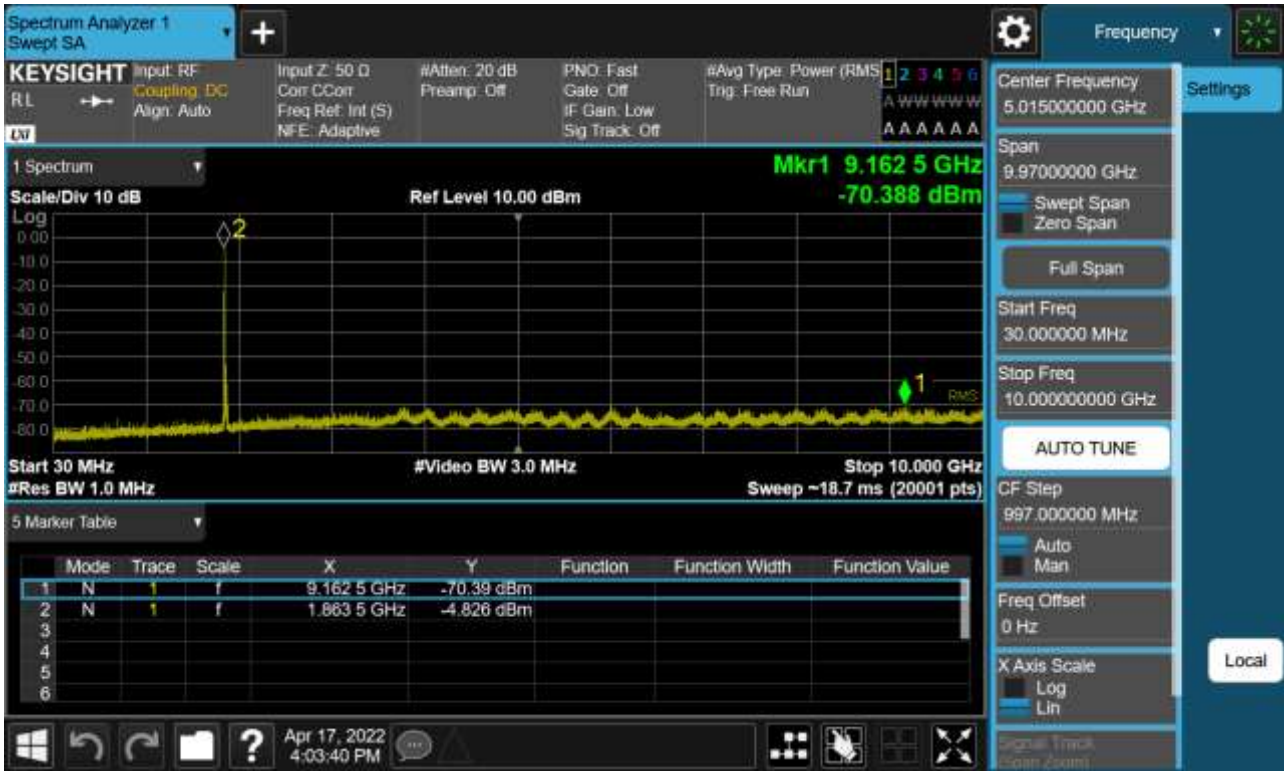 Spectrum Analyzer 1
Swept SA
+
Frequency
KEYSIGHT
RL
LXI
Input: RF
Coupling: DC
Align: Auto
Input Z: 50 Ω
Corr CCorr
Freq Ref: Int (S)
NFE: Adaptive
#Atten: 20 dB
Preamp: Off
PNO: Fast
Gate: Off
IF Gain: Low
Sig Track: Off
#Avg Type: Power (RMS
Trig: Free Run
1 2 3 4 5 6
A W W W W W
A A A A A A
1 Spectrum
Mkr1 9.162 5 GHz
-70.388 dBm
Scale/Div 10 dB
Ref Level 10.00 dBm
Log
0.00
-10.0
-20.0
-30.0
-40.0
-50.0
-60.0
-70.0
-80.0
2
1
RMS
Start 30 MHz
#Video BW 3.0 MHz
Stop 10.000 GHz
#Res BW 1.0 MHz
Sweep ~18.7 ms (20001 pts)
5 Marker Table
Mode Trace Scale X Y Function Function Width Function Value
1 N 1 f 9.162 5 GHz -70.39 dBm
2 N 1 f 1.863 5 GHz -4.826 dBm
3
4
5
6
Center Frequency
5.015000000 GHz
Settings
Span
9.97000000 GHz
Swept Span
Zero Span
Full Span
Start Freq
30.000000 MHz
Stop Freq
10.000000000 GHz
AUTO TUNE
CF Step
997.000000 MHz
Auto
Man
Freq Offset
0 Hz
X Axis Scale
Log
Lin
Signal Track
(Span Zoom)
Local
?
Apr 17, 2022
4:03:40 PM